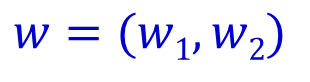 w = (w₁, w₂)